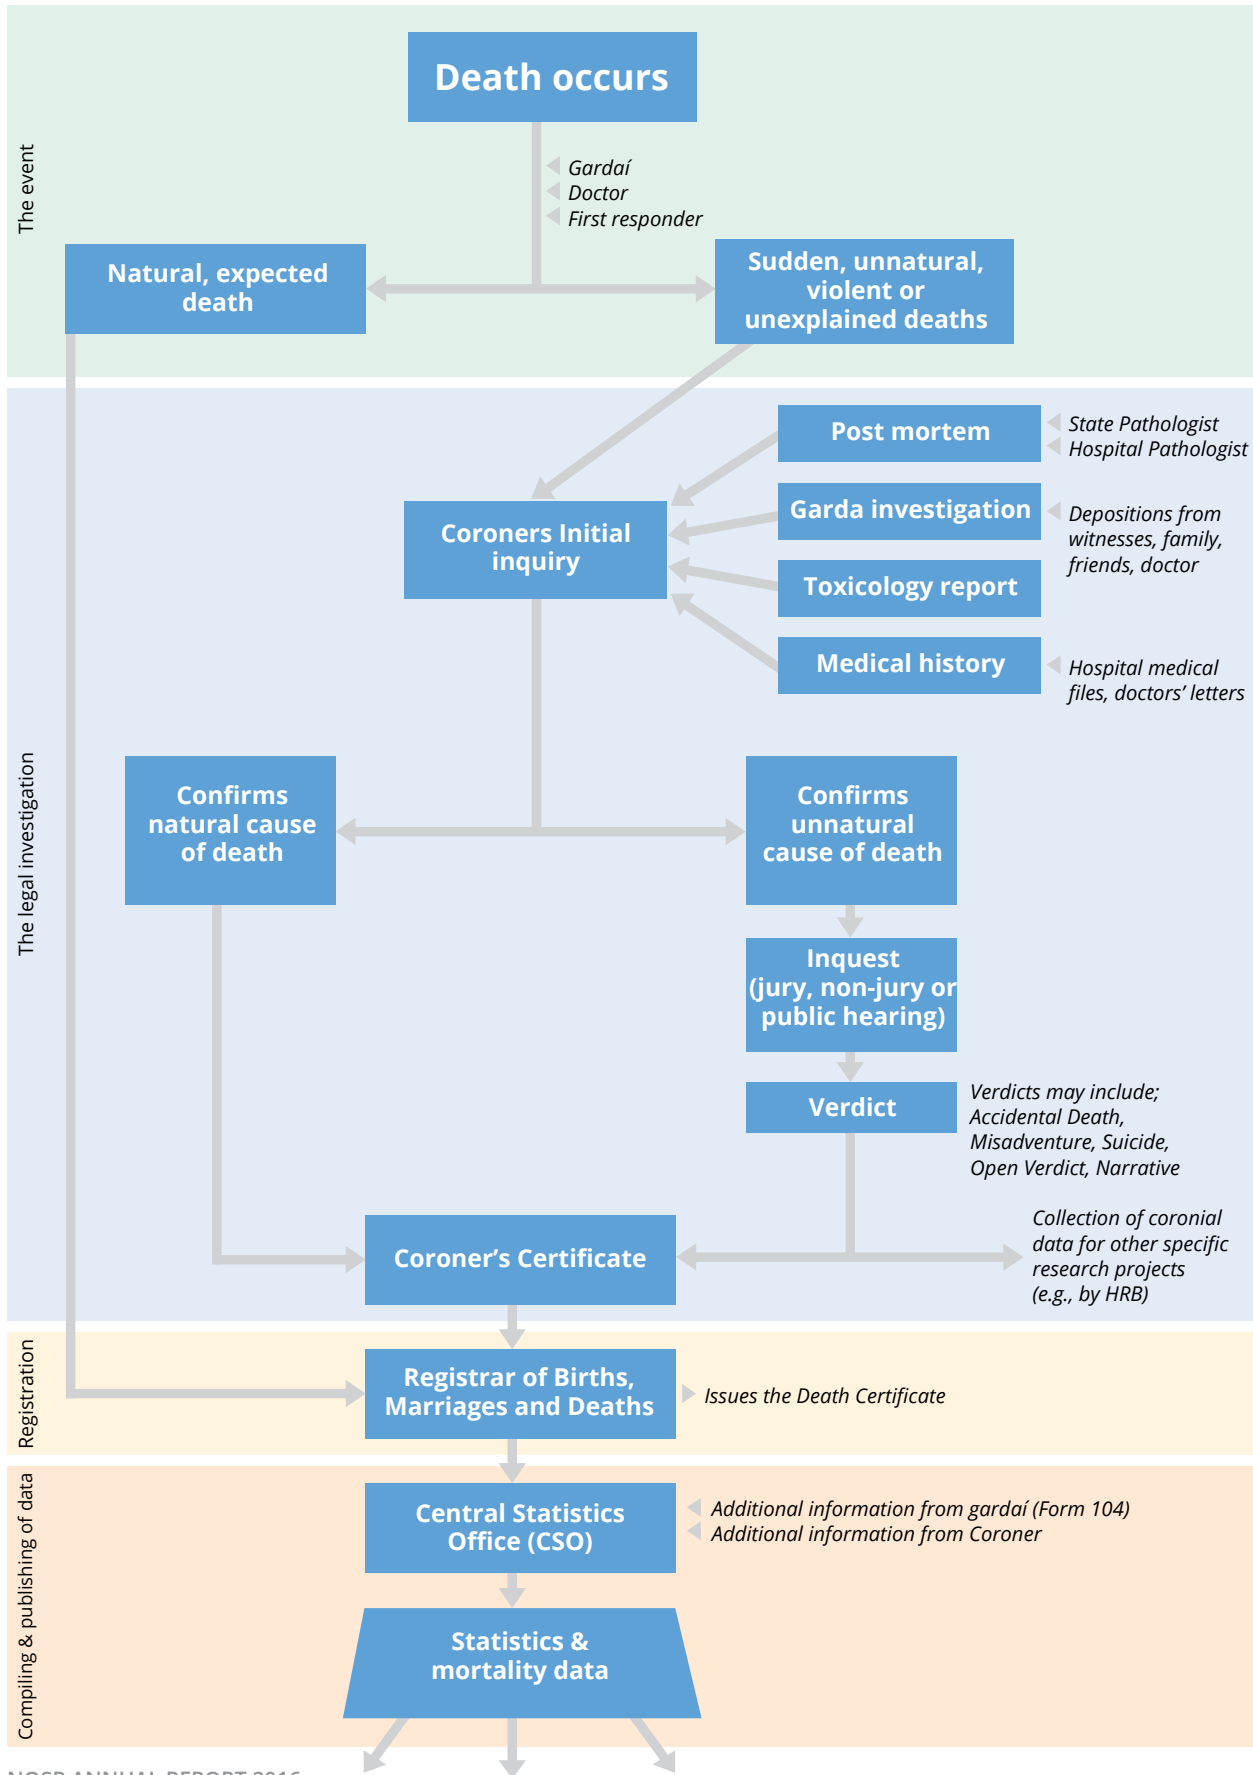 The event
Death occurs
Gardaí
Doctor
First responder
Natural, expected
death
Sudden, unnatural,
violent or
unexplained deaths
The legal investigation
Post mortem
State Pathologist
Hospital Pathologist
Garda investigation
Depositions from
witnesses, family,
friends, doctor
Coroners Initial
inquiry
Toxicology report
Medical history
Hospital medical
files, doctors’ letters
Confirms
natural cause
of death
Confirms
unnatural
cause of death
Inquest
(jury, non-jury or
public hearing)
Verdict
Verdicts may include;
Accidental Death,
Misadventure, Suicide,
Open Verdict, Narrative
Coroner’s Certificate
Collection of coronial
data for other specific
research projects
(e.g., by HRB)
Registration
Registrar of Births,
Marriages and Deaths
Issues the Death Certificate
Compiling & publishing of data
Central Statistics
Office (CSO)
Additional information from gardaí (Form 104)
Additional information from Coroner
Statistics &
mortality data
NOSP ANNUAL REPORT 2016